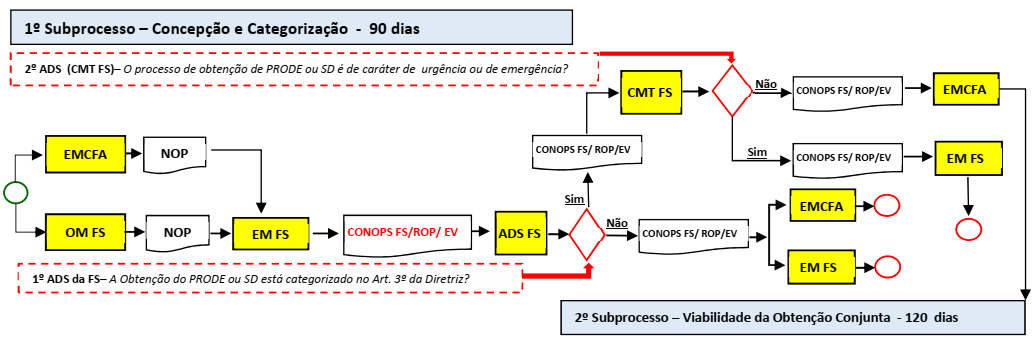 1º Subprocesso – Concepção e Categorização  -  90 dias
2º ADS  (CMT FS)– O processo de obtenção de PRODE ou SD é de caráter de  urgência ou de emergência?
CMT FS
Não
CONOPS FS/ ROP/EV
EMCFA
CONOPS FS/ ROP/EV
Sim
CONOPS FS/ ROP/EV
EM FS
EMCFA
NOP
Sim
EMCFA
OM FS
NOP
EM FS
CONOPS FS/ROP/ EV
ADS FS
Não
CONOPS FS/ ROP/EV
EM FS
1º ADS da FS– A Obtenção do PRODE ou SD está categorizado no Art. 3º da Diretriz?
2º Subprocesso – Viabilidade da Obtenção Conjunta  - 120  dias